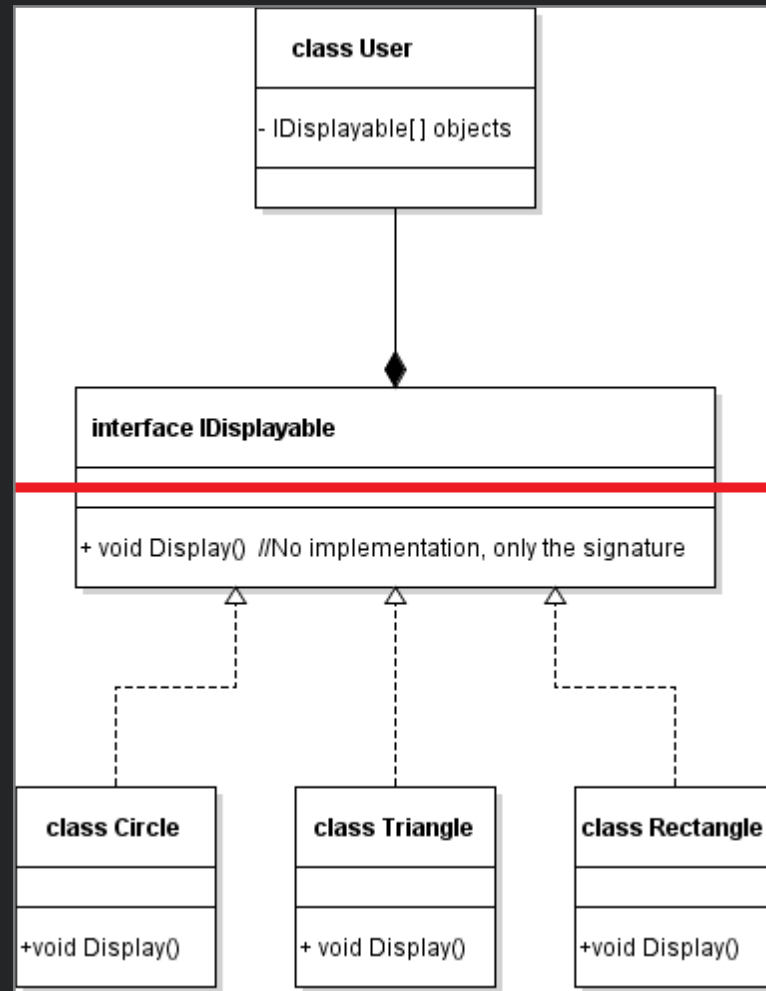 class User
- IDisplayable[] objects
interface IDisplayable
+ void Display()  //No implementation, only the signature
class Circle
+void Display()
class Triangle
+ void Display()
class Rectangle
+void Display()